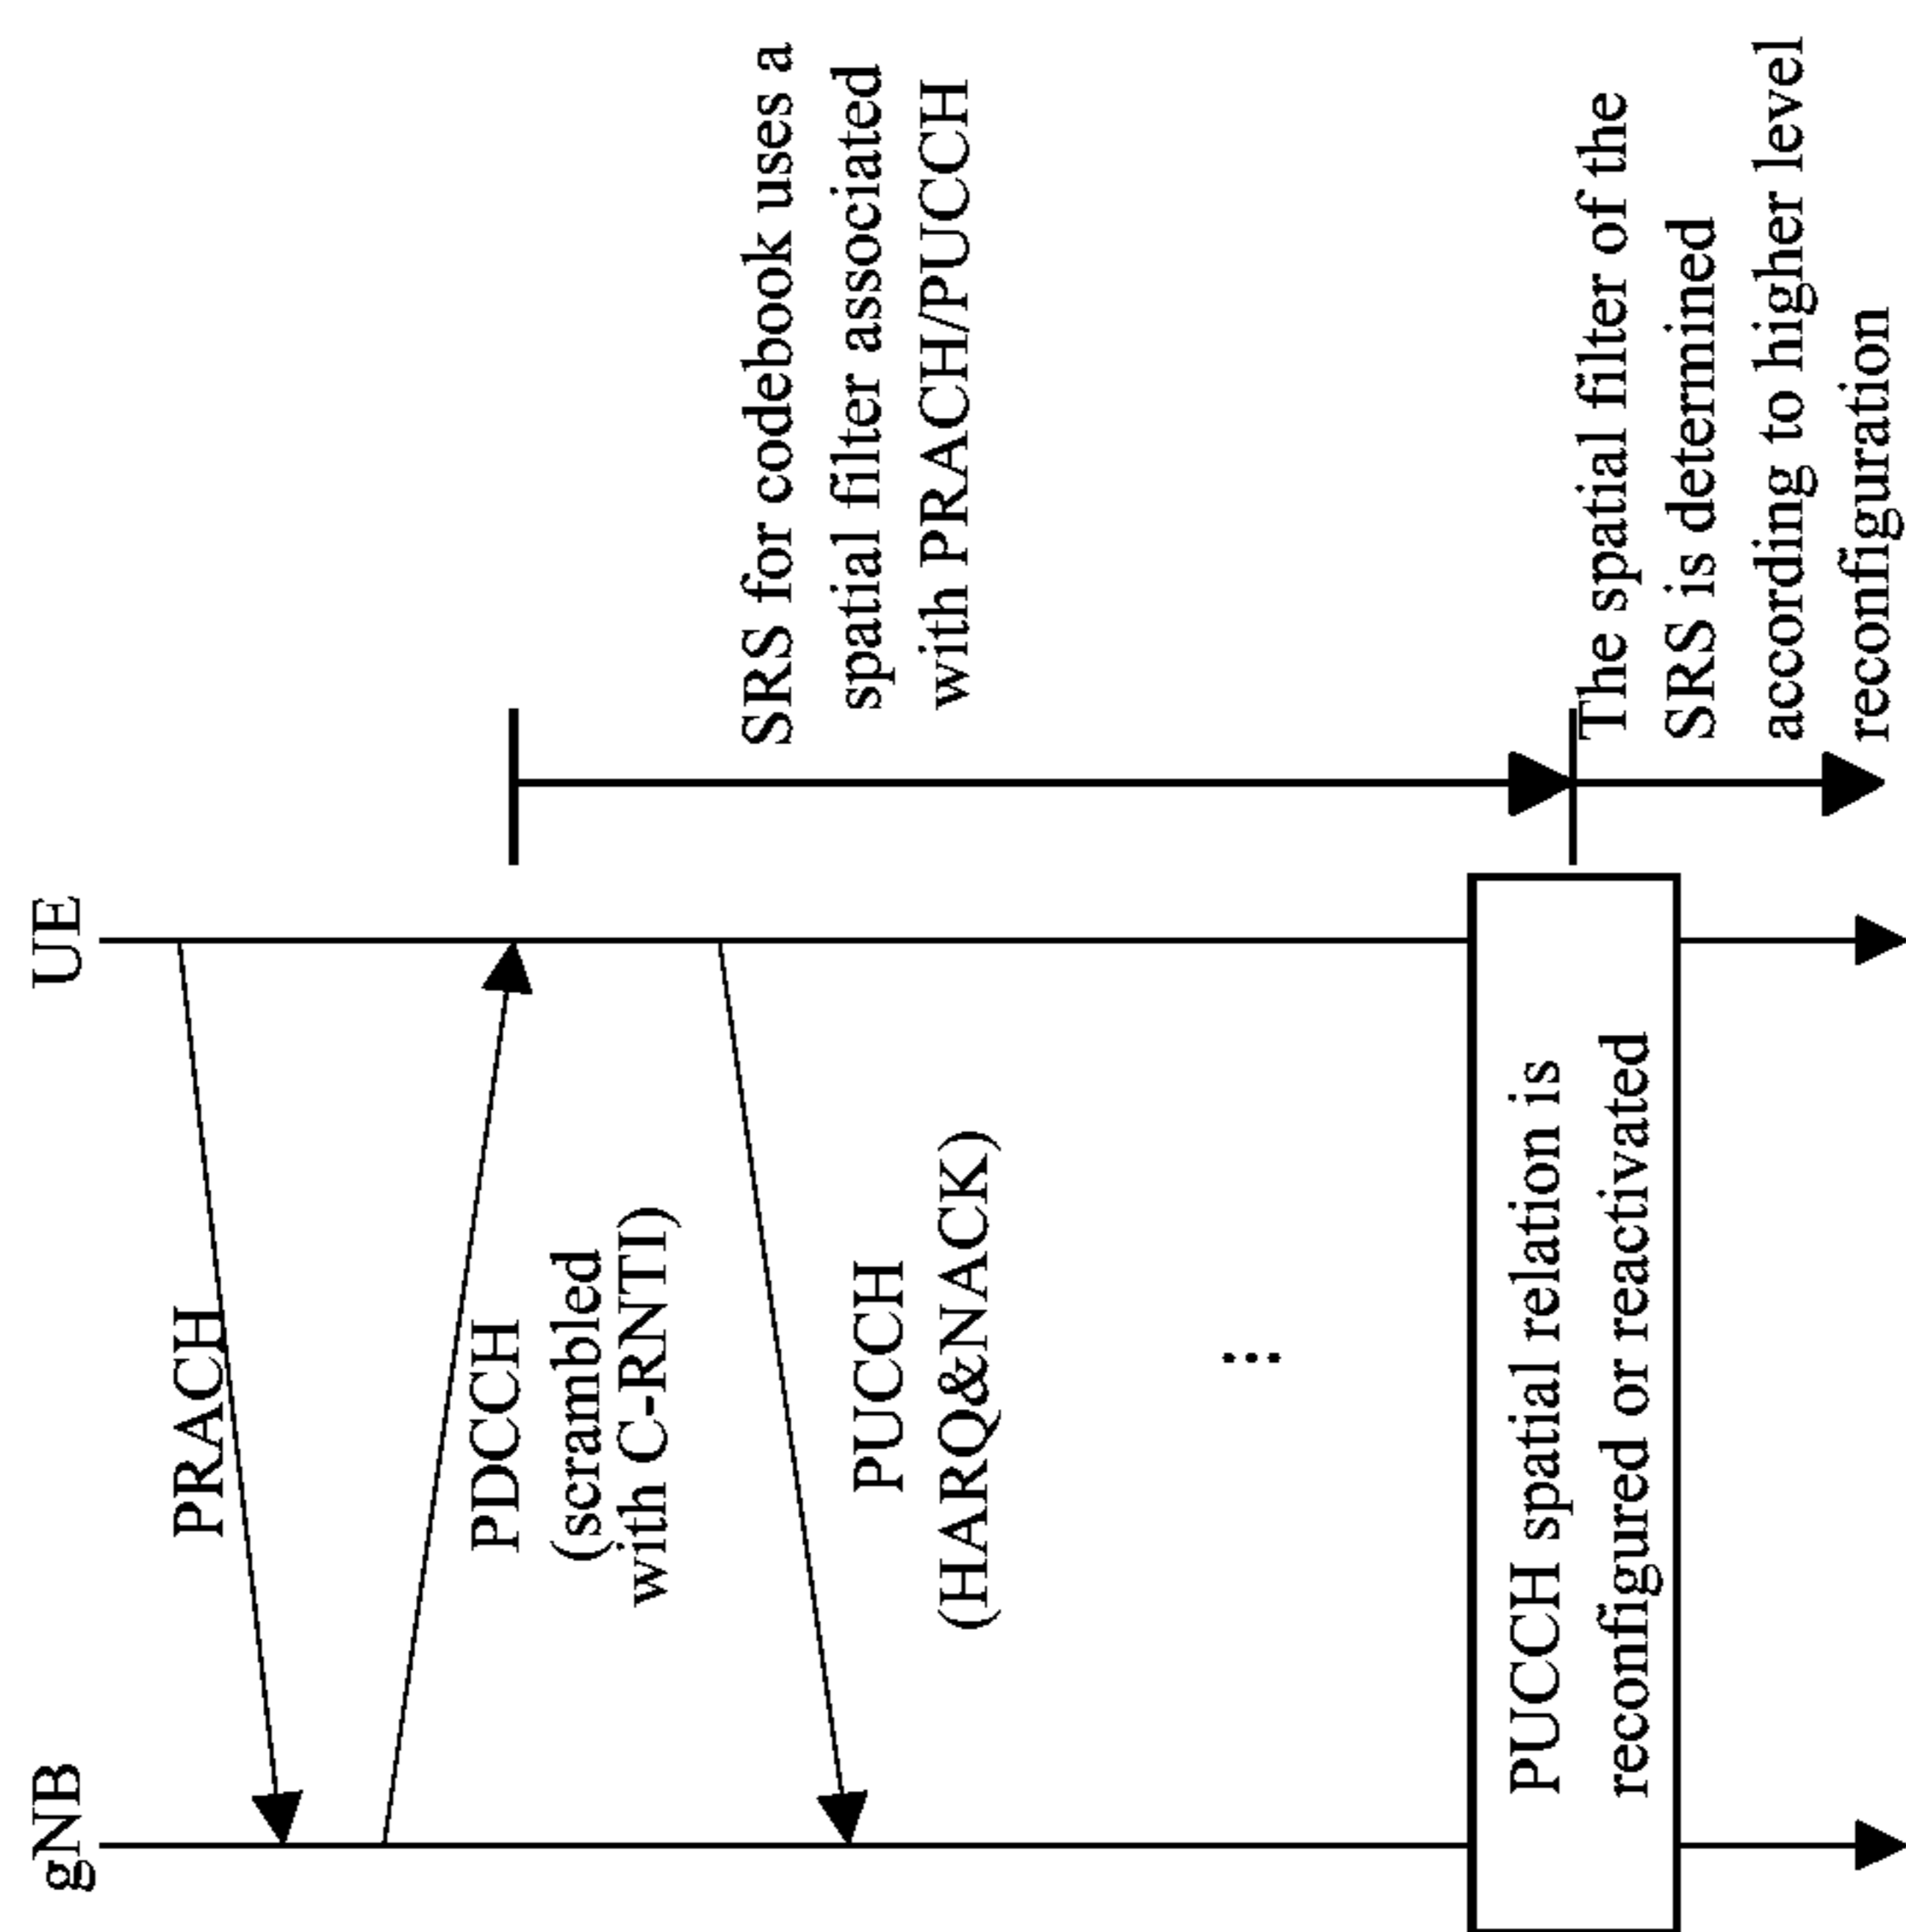 gNB
UE
PRACH
PDCCH
(scrambled
with C-RNTI)
PUCCH
(HARQ&NACK)
⋮
PUCCH spatial relation is
reconfigured or reactivated
SRS for codebook uses a
spatial filter associated
with PRACH/PUCCH
The spatial filter of the
SRS is determined
according to higher level
reconfiguration